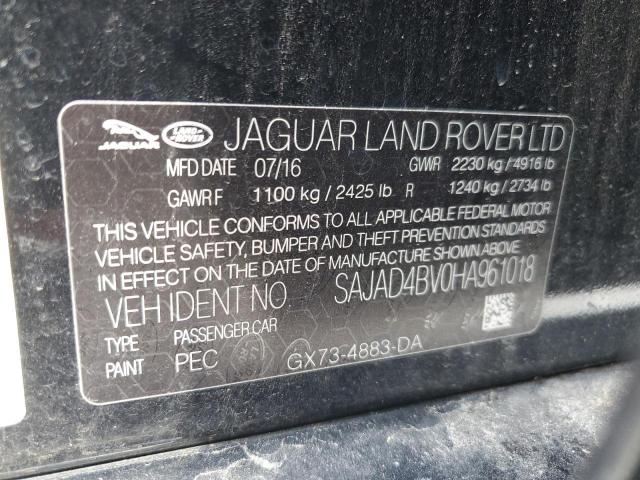 JAGUAR LAND-ROVER JAGUAR LAND ROVER LTD
MFD DATE 07/16 GWR 2230 kg / 4916 lb
GAWR F 1100 kg / 2425 lb R 1240 kg / 2734 lb
THIS VEHICLE CONFORMS TO ALL APPLICABLE FEDERAL MOTOR
VEHICLE SAFETY, BUMPER AND THEFT PREVENTION STANDARDS
IN EFFECT ON THE DATE OF MANUFACTURE SHOWN ABOVE.
VEH IDENT NO SAJAD4BV0HA961018
TYPE PASSENGER CAR
PAINT PEC GX73-4883-DA